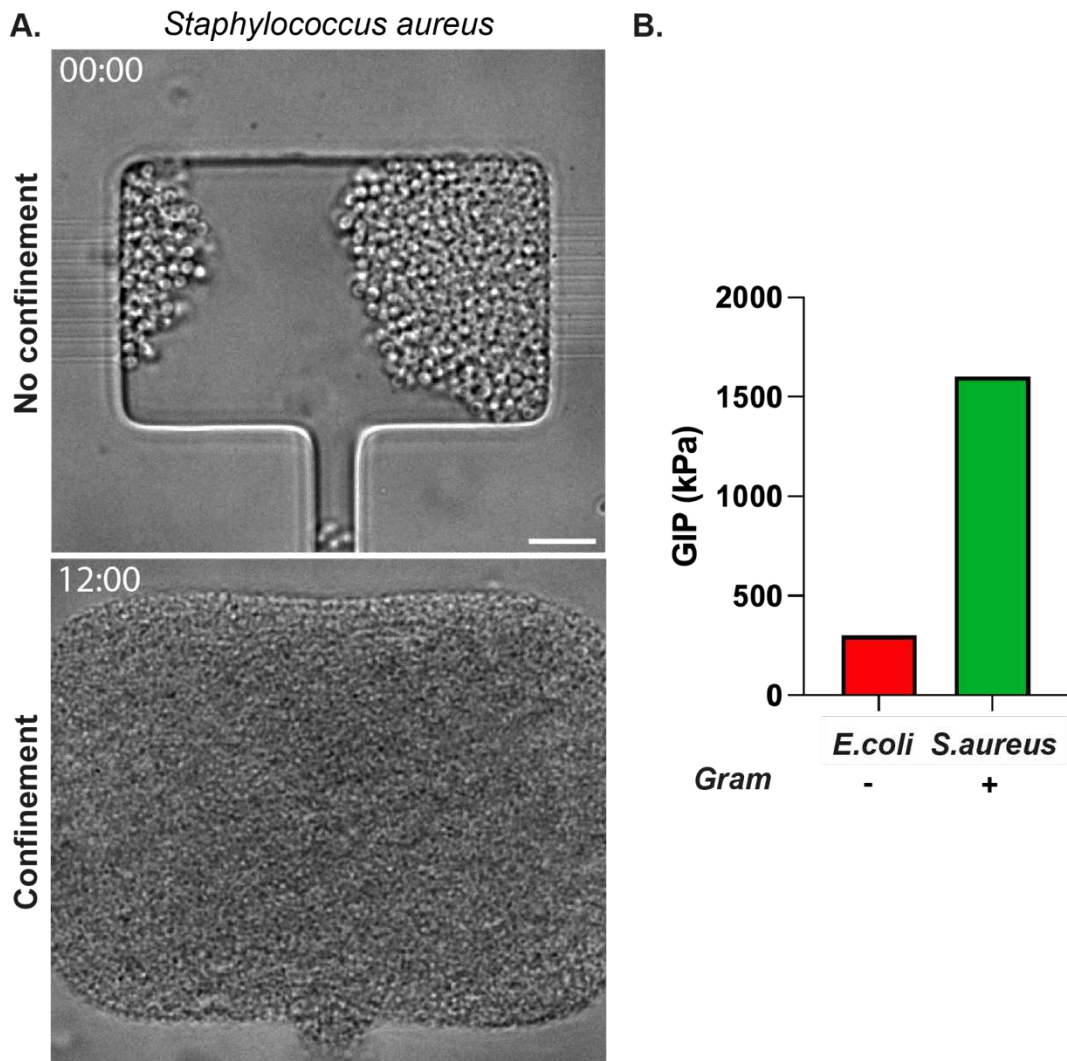 A.
Staphylococcus aureus
No confinement
00:00
Confinement
12:00
B.
GIP (kPa)
2000
1500
1000
500
0
E.coli S.aureus
Gram - +